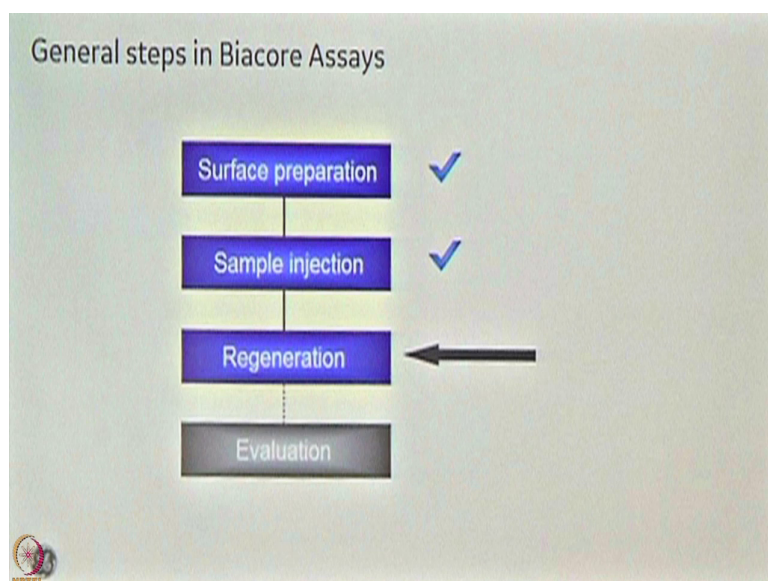 General steps in Biacore Assays
Surface preparation
Sample injection
Regeneration
Evaluation